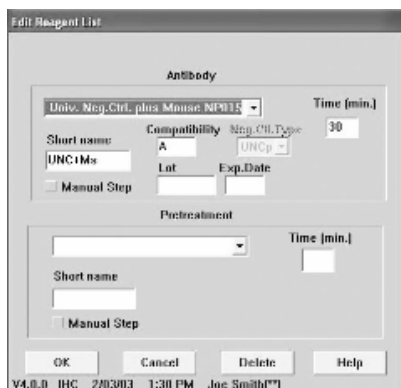 Edit Reagent List
Antibody
Univ. Neg.Ctrl. plus Mouse NP015
Time (min.)
30
Short name
UNC+Ms
Compatibility
A
Neg.Ctl.Type
UNCp
Manual Step
Lot
Exp.Date
Pretreatment
Time (min.)
Short name
Manual Step
OK Cancel Delete Help
V4.0.0 IHC 2/03/03 1:30 PM Joe Smith[**]